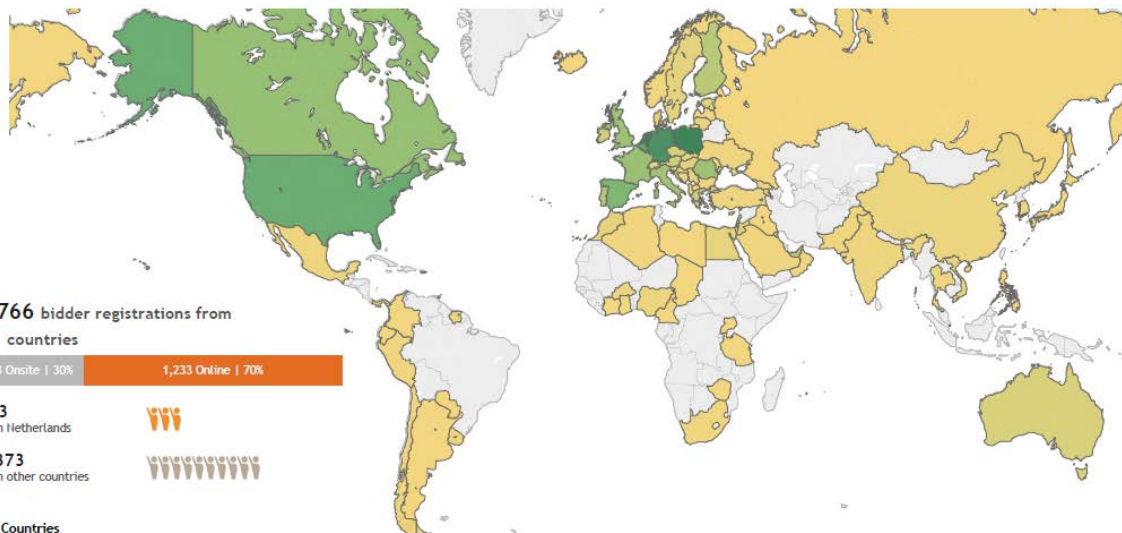 766 bidder registrations from
countries
Onsite | 30% 1,233 Online | 70%
3
Netherlands
373
other countries
Countries